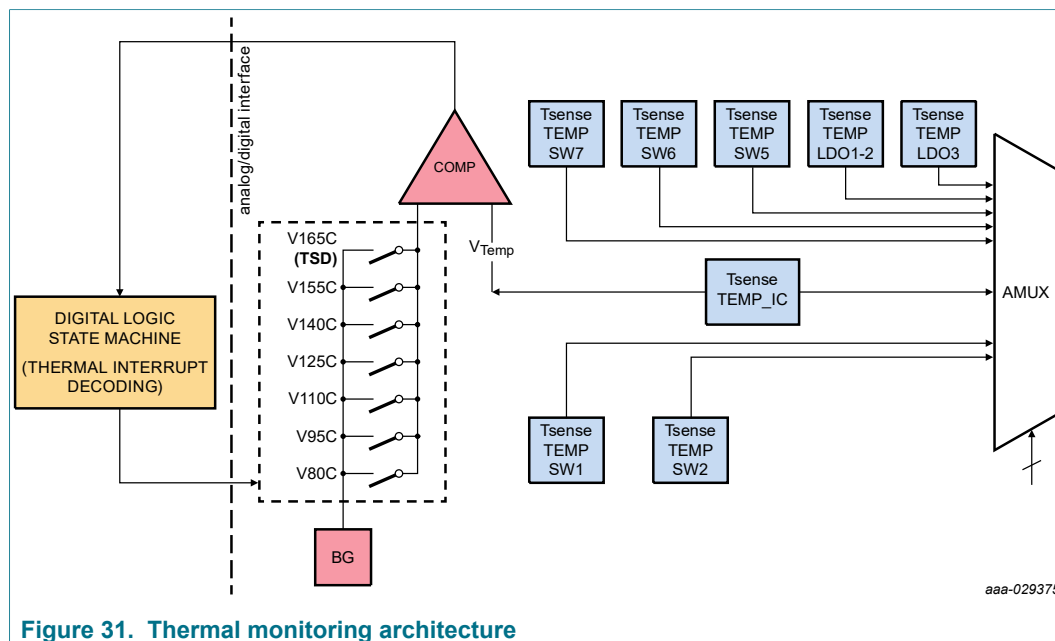 analog/digital interface
Tsense
TEMP
SW7
Tsense
TEMP
SW6
Tsense
TEMP
SW5
Tsense
TEMP
LDO1-2
Tsense
TEMP
LDO3
COMP
V165C
(TSD)
V155C
V140C
V125C
V110C
V95C
V80C
VTemp
Tsense
TEMP_IC
AMUX
DIGITAL LOGIC
STATE MACHINE
(THERMAL INTERRUPT
DECODING)
Tsense
TEMP
SW1
Tsense
TEMP
SW2
BG
aaa-029375
Figure 31. Thermal monitoring architecture